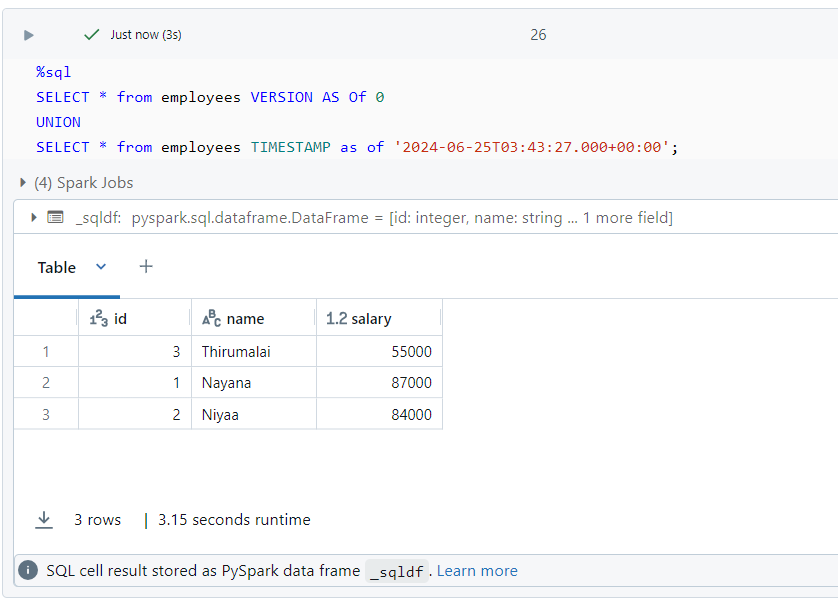 Just now (3s) 26
%sql
SELECT * from employees VERSION AS Of 0
UNION
SELECT * from employees TIMESTAMP as of '2024-06-25T03:43:27.000+00:00';
(4) Spark Jobs
_sqldf: pyspark.sql.dataframe.DataFrame = [id: integer, name: string ... 1 more field]
Table +
123 id ABC name 1.2 salary
1 3 Thirumalai 55000
2 1 Nayana 87000
3 2 Niyaa 84000
3 rows | 3.15 seconds runtime
SQL cell result stored as PySpark data frame _sqldf. Learn more